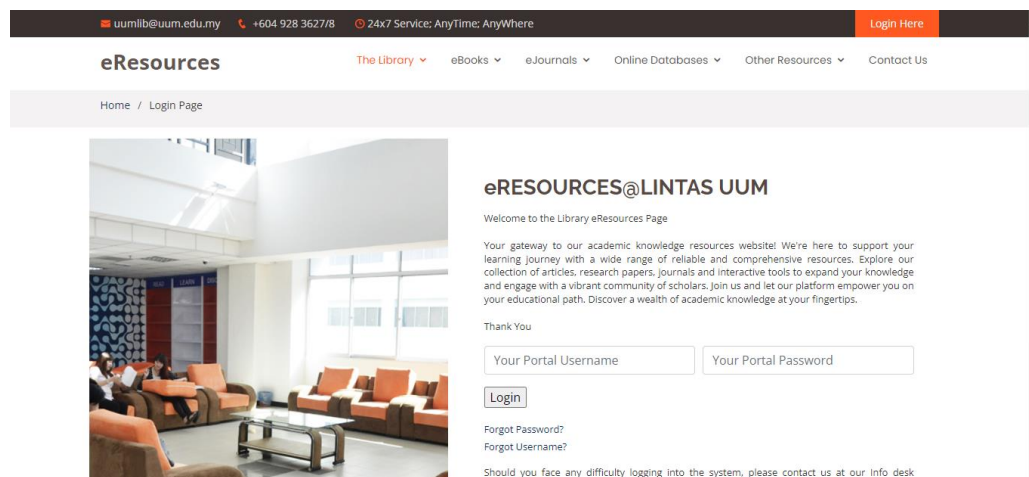 uumlib@uum.edu.my +604 928 3627/8 24x7 Service; AnyTime; AnyWhere Login Here
eResources The Library eBooks eJournals Online Databases Other Resources Contact Us
Home / Login Page
READ LEARN
eRESOURCES@LINTAS UUM
Welcome to the Library eResources Page
Your gateway to our academic knowledge resources website! We're here to support your
learning journey with a wide range of reliable and comprehensive resources. Explore our
collection of articles, research papers, journals and interactive tools to expand your knowledge
and engage with a vibrant community of scholars. Join us and let our platform empower you on
your educational path. Discover a wealth of academic knowledge at your fingertips.
Thank You
Your Portal Username Your Portal Password
Login
Forgot Password?
Forgot Username?
Should you face any difficulty logging into the system, please contact us at our Info desk